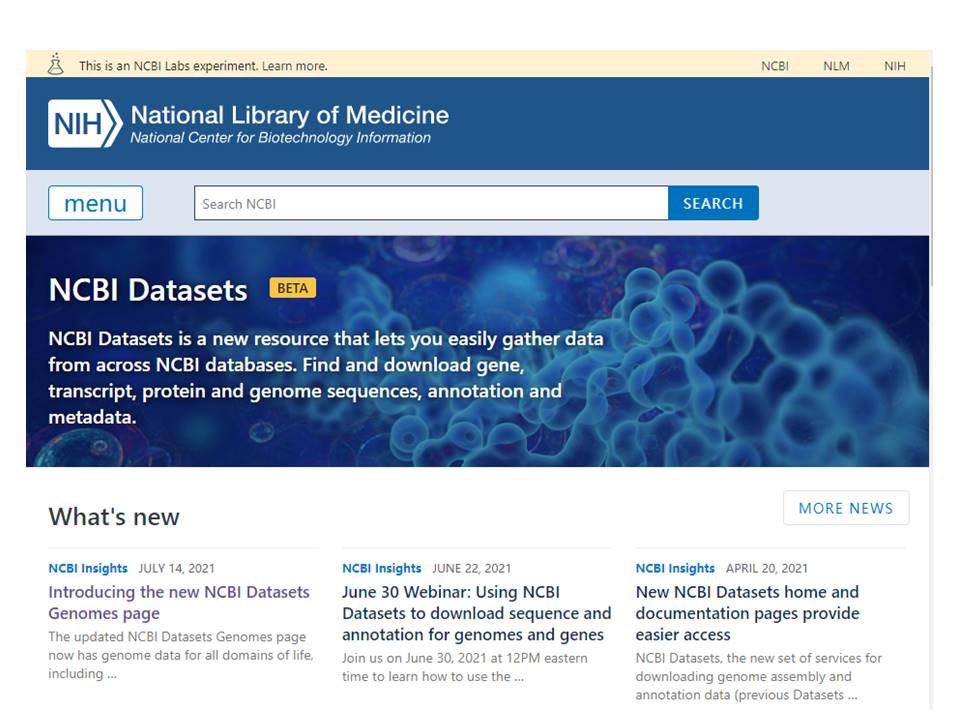 This is an NCBI Labs experiment. Learn more.
NCBI NLM NIH
NIH National Library of Medicine
National Center for Biotechnology Information
menu
Search NCBI
SEARCH
NCBI Datasets BETA
NCBI Datasets is a new resource that lets you easily gather data
from across NCBI databases. Find and download gene,
transcript, protein and genome sequences, annotation and
metadata.
What's new
MORE NEWS
NCBI Insights JULY 14, 2021
Introducing the new NCBI Datasets
Genomes page
The updated NCBI Datasets Genomes page
now has genome data for all domains of life,
including ...
NCBI Insights JUNE 22, 2021
June 30 Webinar: Using NCBI
Datasets to download sequence and
annotation for genomes and genes
Join us on June 30, 2021 at 12PM eastern
time to learn how to use the ...
NCBI Insights APRIL 20, 2021
New NCBI Datasets home and
documentation pages provide
easier access
NCBI Datasets, the new set of services for
downloading genome assembly and
annotation data (previous Datasets ...